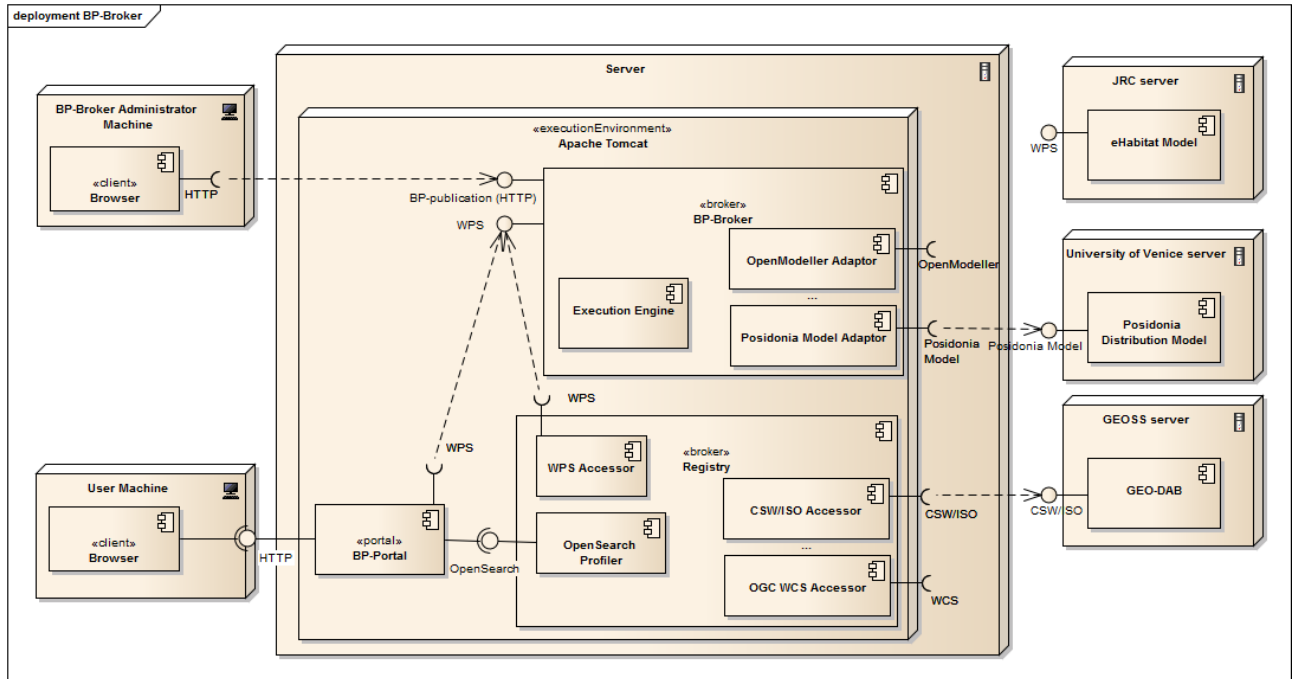 deployment BP-Broker
BP-Broker Administrator
Machine
«client»
Browser
HTTP
User Machine
«client»
Browser
HTTP
Server
«executionEnvironment»
Apache Tomcat
BP-publication (HTTP)
WPS
«broker»
BP-Broker
OpenModeller Adaptor
...
Execution Engine
Posidonia Model Adaptor
OpenModeller
Posidonia
Model
WPS
WPS
«portal»
BP-Portal
OpenSearch
«broker»
Registry
WPS Accessor
OpenSearch
Profiler
CSW/ISO Accessor
...
OGC WCS Accessor
CSW/ISO
WCS
JRC server
WPS
eHabitat Model
University of Venice server
Posidonia Model
Posidonia
Distribution Model
GEOSS server
CSW/ISO
GEO-DAB